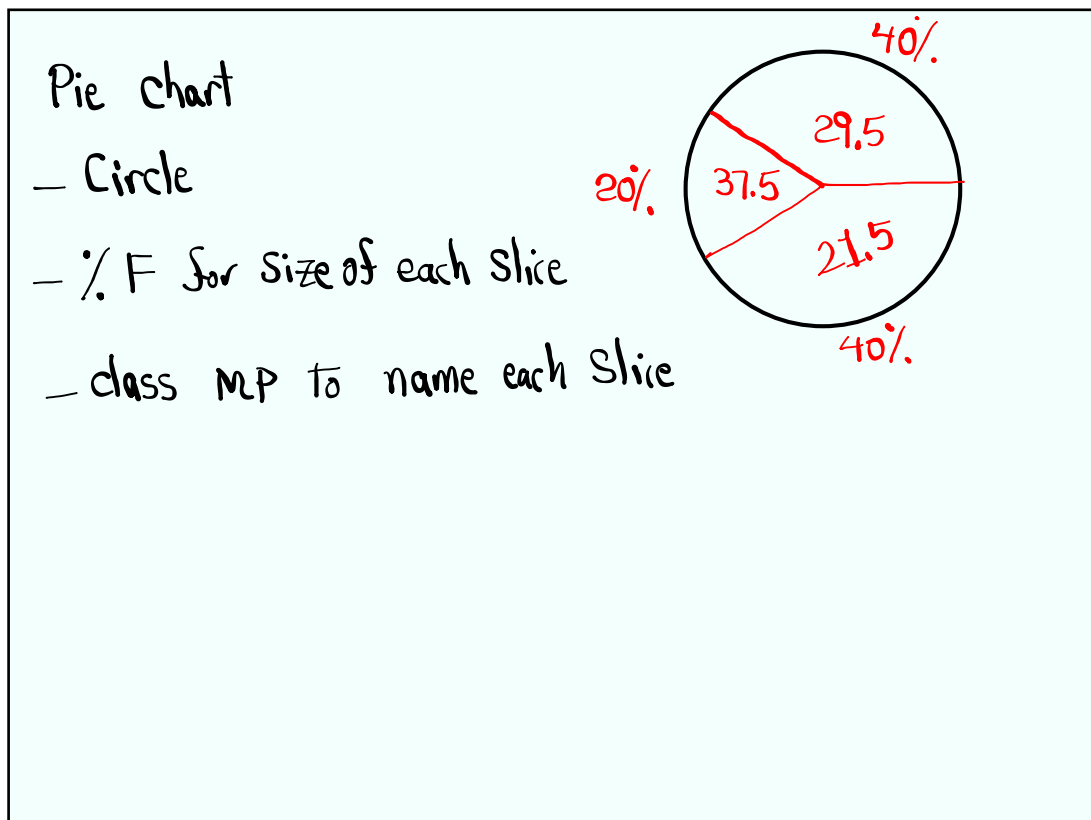 Pie chart
– Circle
– % F for size of each slice
– class MP to name each slice
40%
29.5
20%
37.5
21.5
40%